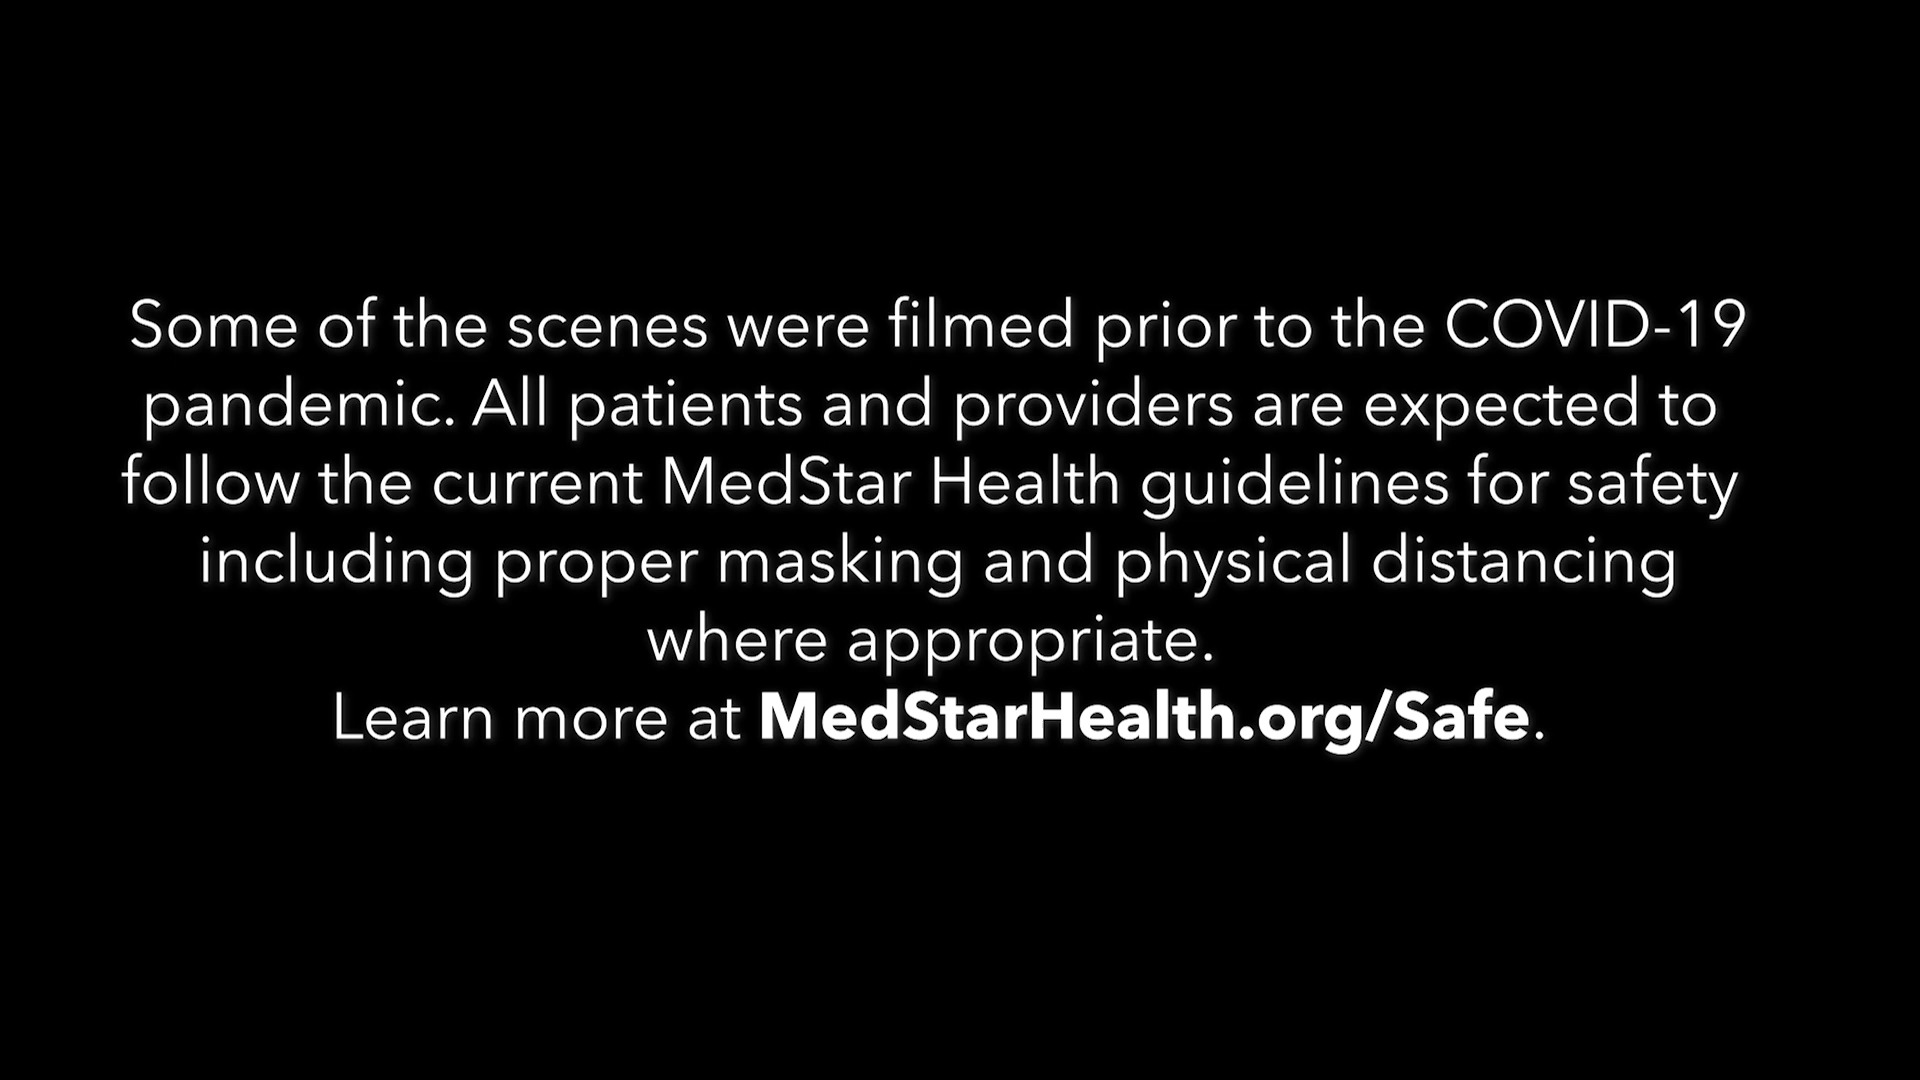 Some of the scenes were filmed prior to the COVID-19
pandemic. All patients and providers are expected to
follow the current MedStar Health guidelines for safety
including proper masking and physical distancing
where appropriate.
Learn more at MedStarHealth.org/Safe.